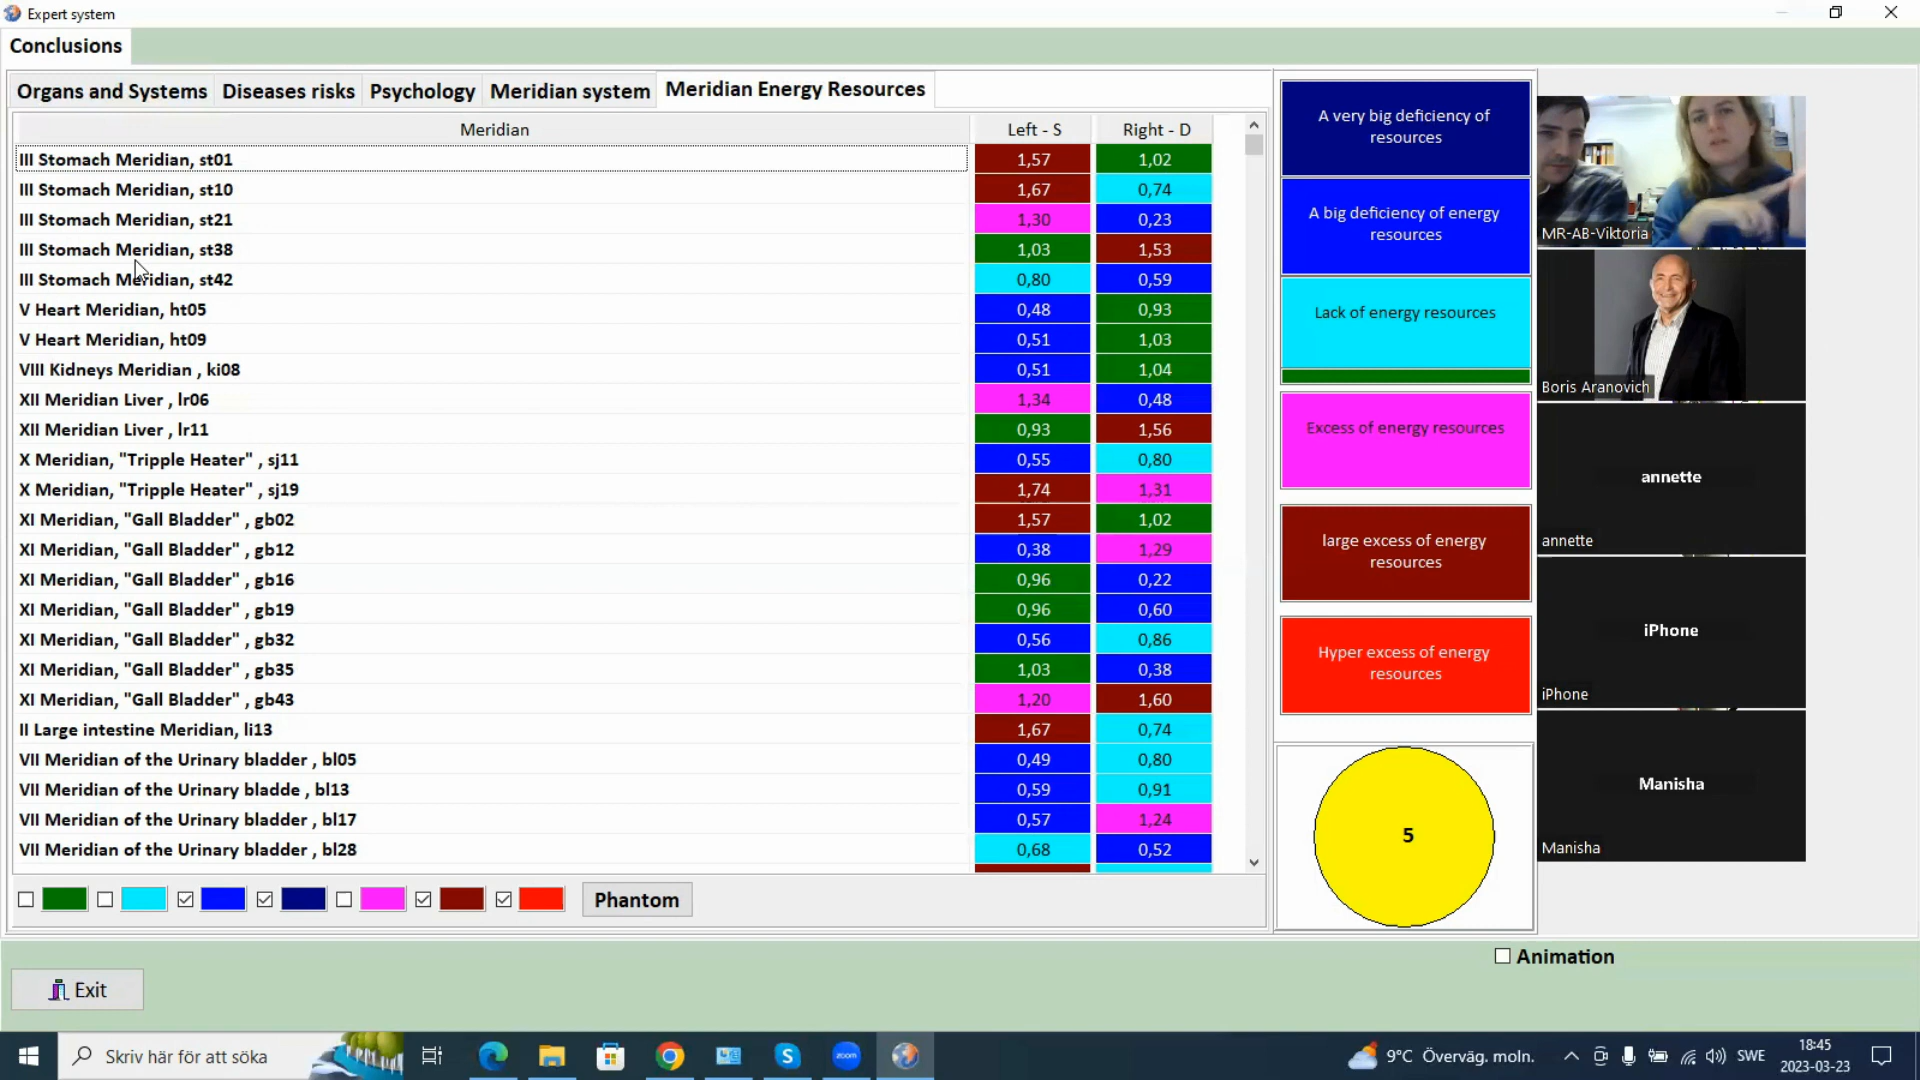 Expert system
Conclusions
Organs and Systems Diseases risks Psychology Meridian system Meridian Energy Resources
Meridian Left - S Right - D
III Stomach Meridian, st01 1,57 1,02
III Stomach Meridian, st10 1,67 0,74
III Stomach Meridian, st21 1,30 0,23
III Stomach Meridian, st38 1,03 1,53
III Stomach Meridian, st42 0,80 0,59
V Heart Meridian, ht05 0,48 0,93
V Heart Meridian, ht09 0,51 1,03
VIII Kidneys Meridian , ki08 0,51 1,04
XII Meridian Liver , lr06 1,34 0,48
XII Meridian Liver , lr11 0,93 1,56
X Meridian, "Tripple Heater" , sj11 0,55 0,80
X Meridian, "Tripple Heater" , sj19 1,74 1,31
XI Meridian, "Gall Bladder" , gb02 1,57 1,02
XI Meridian, "Gall Bladder" , gb12 0,38 1,29
XI Meridian, "Gall Bladder" , gb16 0,96 0,22
XI Meridian, "Gall Bladder" , gb19 0,96 0,60
XI Meridian, "Gall Bladder" , gb32 0,56 0,86
XI Meridian, "Gall Bladder" , gb35 1,03 0,38
XI Meridian, "Gall Bladder" , gb43 1,20 1,60
II Large intestine Meridian, li13 1,67 0,74
VII Meridian of the Urinary bladder , bl05 0,49 0,80
VII Meridian of the Urinary bladde , bl13 0,59 0,91
VII Meridian of the Urinary bladder , bl17 0,57 1,24
VII Meridian of the Urinary bladder , bl28 0,68 0,52
Phantom
A very big deficiency of
resources
A big deficiency of energy
resources
Lack of energy resources
Excess of energy resources
large excess of energy
resources
Hyper excess of energy
resources
5
MR-AB-Viktoria
Boris Aranovich
annette
annette
iPhone
iPhone
Manisha
Manisha
Animation
Exit
Skriv här för att söka
zoom
9°C Överväg. moln.
SWE
18:45
2023-03-23